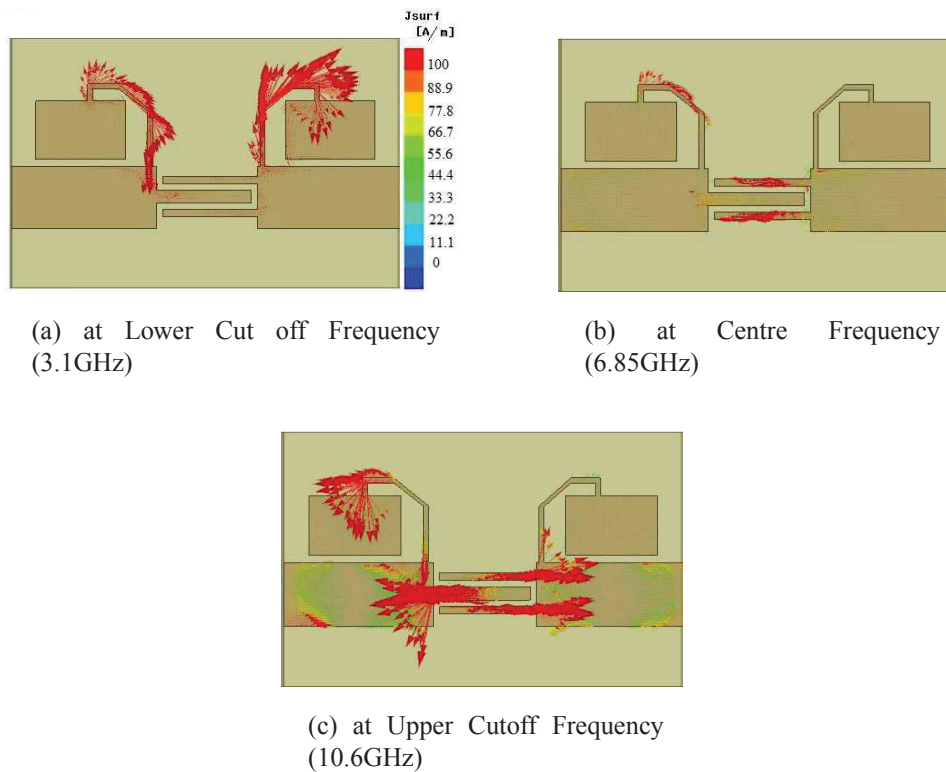 Jsurf
[A/m]
100
88.9
77.8
66.7
55.6
44.4
33.3
22.2
11.1
0
(a) at Lower Cut off Frequency
(3.1GHz)
(b) at Centre Frequency
(6.85GHz)
(c) at Upper Cutoff Frequency
(10.6GHz)